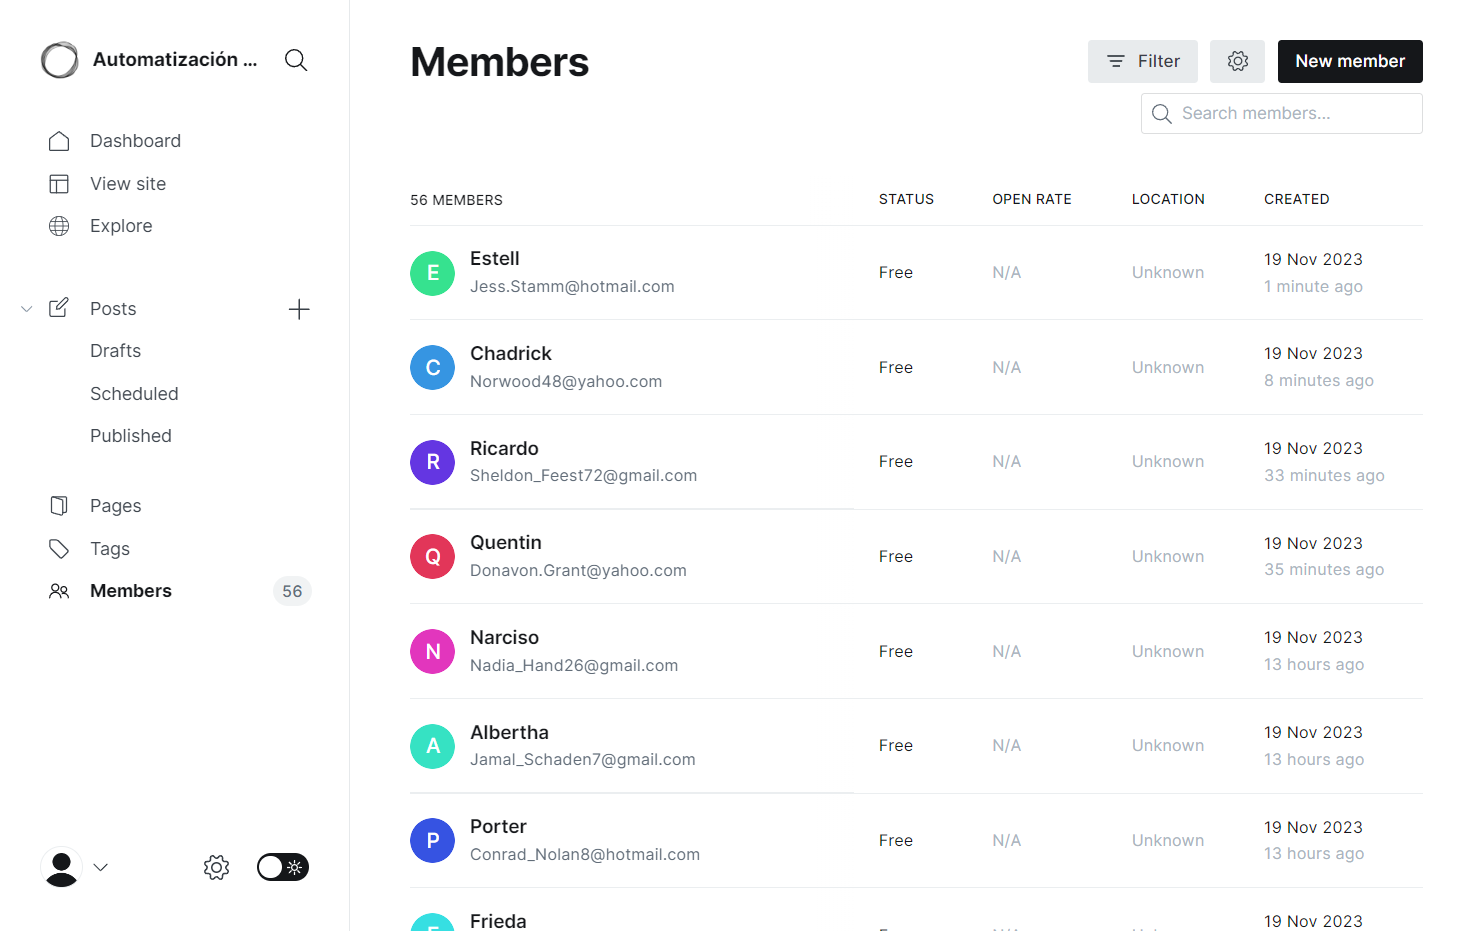 Automatización ...
Dashboard
View site
Explore
Posts
Drafts
Scheduled
Published
Pages
Tags
Members
56
Members
Filter
New member
Search members...
56 MEMBERS STATUS OPEN RATE LOCATION CREATED
E
Estell
Jess.Stamm@hotmail.com
Free
N/A
Unknown
19 Nov 2023
1 minute ago
C
Chadrick
Norwood48@yahoo.com
Free
N/A
Unknown
19 Nov 2023
8 minutes ago
R
Ricardo
Sheldon_Feest72@gmail.com
Free
N/A
Unknown
19 Nov 2023
33 minutes ago
Q
Quentin
Donavon.Grant@yahoo.com
Free
N/A
Unknown
19 Nov 2023
35 minutes ago
N
Narciso
Nadia_Hand26@gmail.com
Free
N/A
Unknown
19 Nov 2023
13 hours ago
A
Albertha
Jamal_Schaden7@gmail.com
Free
N/A
Unknown
19 Nov 2023
13 hours ago
P
Porter
Conrad_Nolan8@hotmail.com
Free
N/A
Unknown
19 Nov 2023
13 hours ago
Frieda
19 Nov 2023